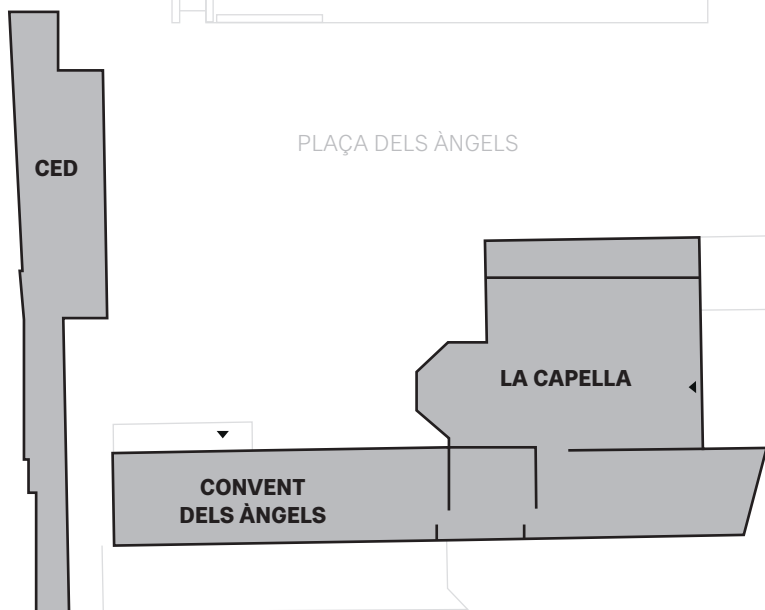 PLAÇA DELS ÀNGELS
CED
LA CAPELLA
CONVENT
DELS ÀNGELS